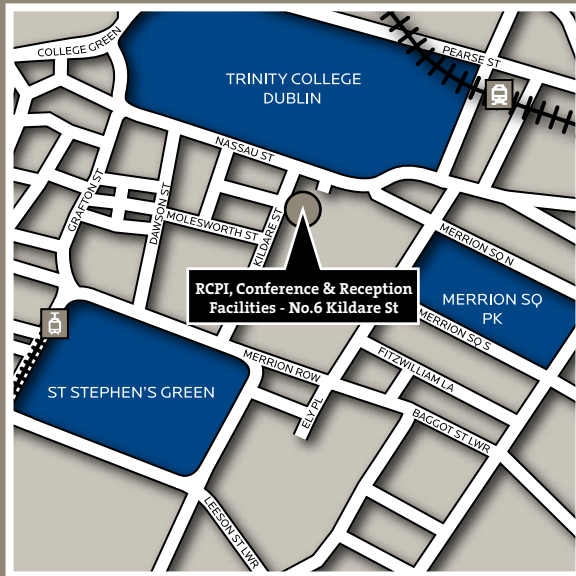 COLLEGE GREEN
PEARSE ST
TRINITY COLLEGE
DUBLIN
NASSAU ST
GRAFTON ST
DAWSON ST
MOLESWORTH ST
KILDARE ST
MERRION SQ N
RCPI, Conference & Reception
Facilities - No.6 Kildare St
MERRION SQ
PK
MERRION SQ S
MERRION ROW
FITZWILLIAM LA
ST STEPHEN'S GREEN
ELY PL
BAGGOT ST LWR
LEESON ST LWR